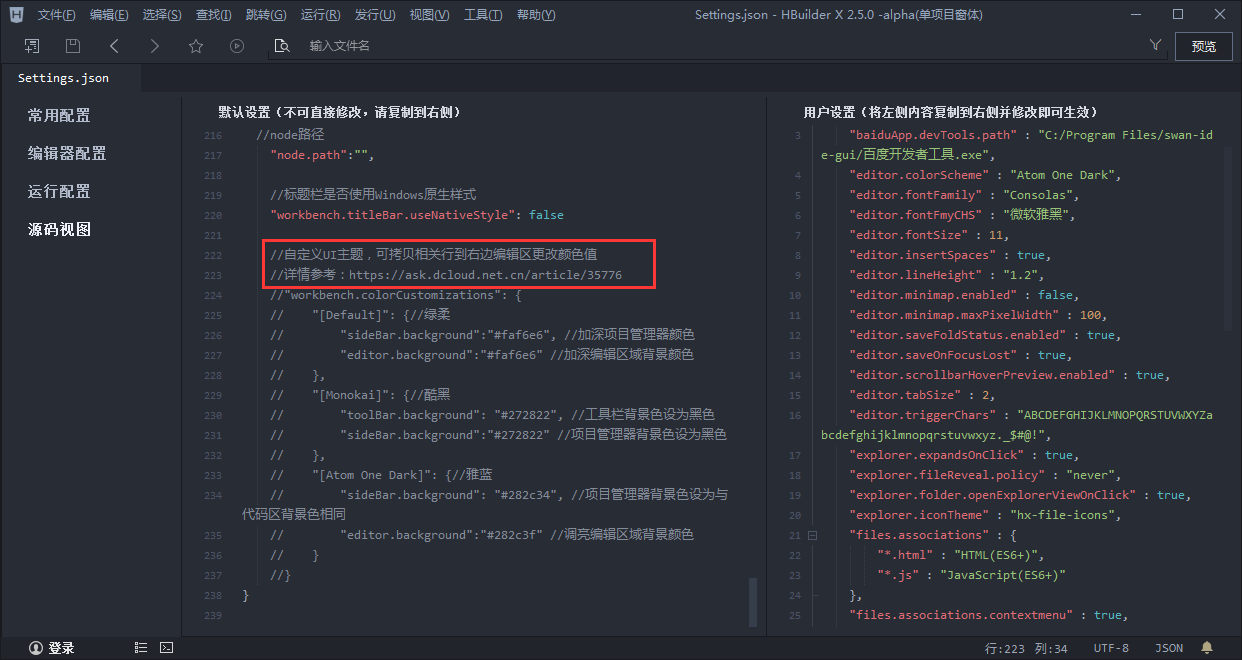 文件(F) 编辑(E) 选择(S) 查找(I) 跳转(G) 运行(R) 发行(U) 视图(V) 工具(T) 帮助(Y) Settings.json - HBuilder X 2.5.0 -alpha(单项目窗体)
输入文件名 预览
Settings.json
常用配置
编辑器配置
运行配置
源码视图
默认设置（不可直接修改，请复制到右侧）
216 //node路径
217 "node.path":"",
218
219 //标题栏是否使用Windows原生样式
220 "workbench.titleBar.useNativeStyle": false
221
222 //自定义UI主题，可拷贝相关行到右边编辑区更改颜色值
223 //详情参考：https://ask.dcloud.net.cn/article/35776
224 //"workbench.colorCustomizations": {
225 // "[Default]": {//绿柔
226 // "sideBar.background":"#faf6e6", //加深项目管理器颜色
227 // "editor.background":"#faf6e6" //加深编辑区域背景颜色
228 // },
229 // "[Monokai]": {//酷黑
230 // "toolBar.background": "#272822", //工具栏背景色设为黑色
231 // "sideBar.background":"#272822" //项目管理器背景色设为黑色
232 // },
233 // "[Atom One Dark]": {//雅蓝
234 // "sideBar.background": "#282c34", //项目管理器背景色设为与
代码区背景色相同
235 // "editor.background":"#282c3f" //调亮编辑区域背景颜色
236 // }
237 //}
238 }
239
用户设置（将左侧内容复制到右侧并修改即可生效）
3 "baiduApp.devTools.path" : "C:/Program Files/swan-id
e-gui/百度开发者工具.exe",
4 "editor.colorScheme" : "Atom One Dark",
5 "editor.fontFamily" : "Consolas",
6 "editor.fontFmyCHS" : "微软雅黑",
7 "editor.fontSize" : 11,
8 "editor.insertSpaces" : true,
9 "editor.lineHeight" : "1.2",
10 "editor.minimap.enabled" : false,
11 "editor.minimap.maxPixelWidth" : 100,
12 "editor.saveFoldStatus.enabled" : true,
13 "editor.saveOnFocusLost" : true,
14 "editor.scrollbarHoverPreview.enabled" : true,
15 "editor.tabSize" : 2,
16 "editor.triggerChars" : "ABCDEFGHIJKLMNOPQRSTUVWXYZa
bcdefghijklmnopqrstuvwxyz._$#@!",
17 "explorer.expandsOnClick" : true,
18 "explorer.fileReveal.policy" : "never",
19 "explorer.folder.openExplorerViewOnClick" : true,
20 "explorer.iconTheme" : "hx-file-icons",
21 "files.associations" : {
22 "*.html" : "HTML(ES6+)",
23 "*.js" : "JavaScript(ES6+)"
24 },
25 "files.associations.contextmenu" : true,
登录 行:223 列:34 UTF-8 JSON